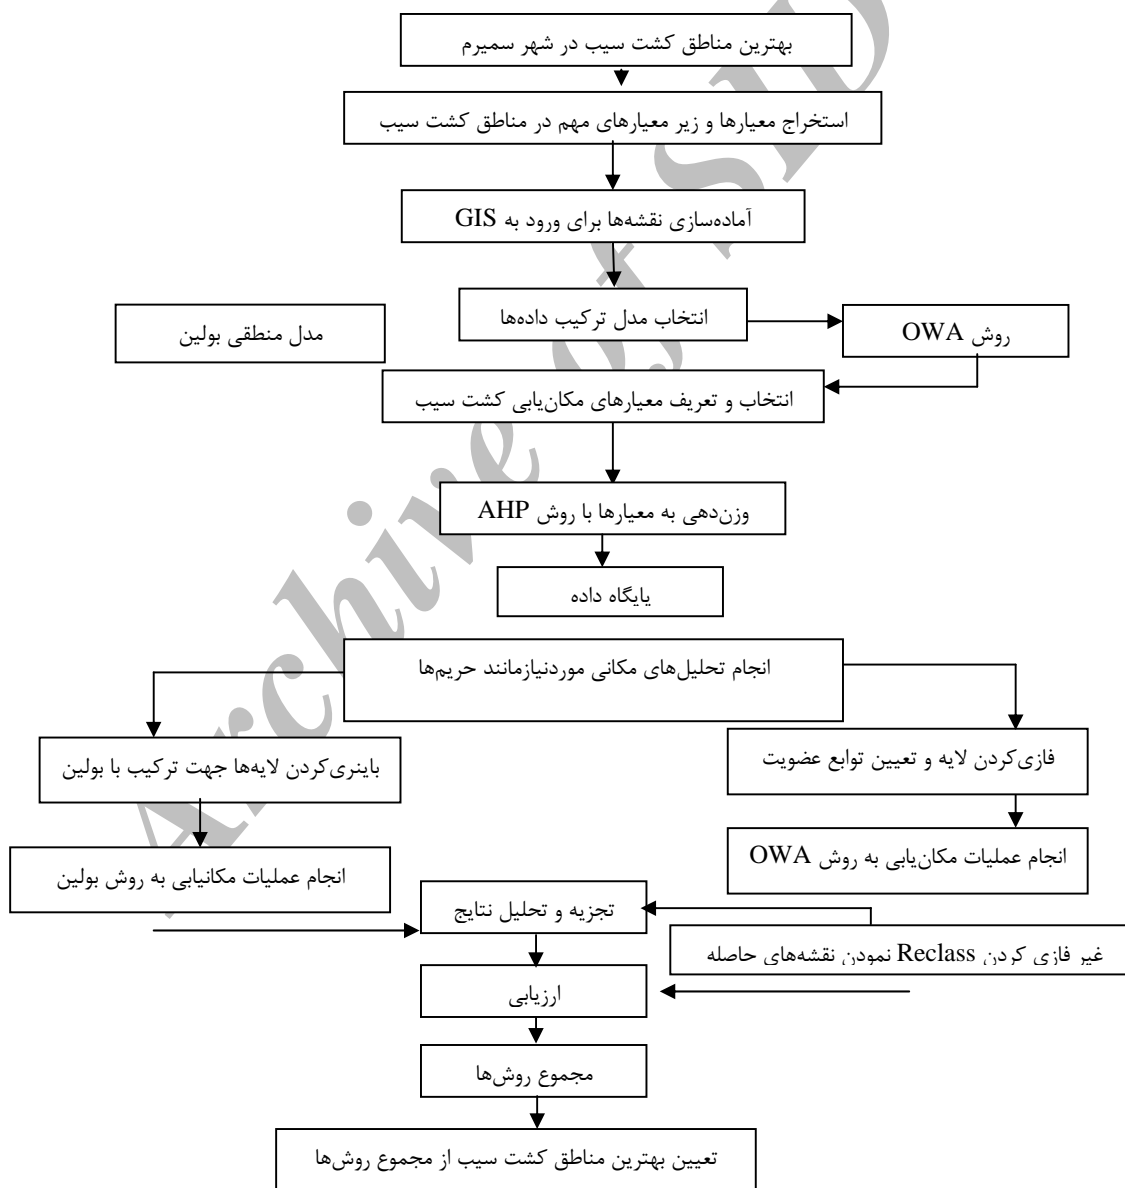 بهترین مناطق کشت سیب در شهر سمیرم
استخراج معیارها و زیر معیارهای مهم در مناطق کشت سیب
آماده‌سازی نقشه‌ها برای ورود به GIS
انتخاب مدل ترکیب داده‌ها
روش OWA
مدل منطقی بولین
انتخاب و تعریف معیارهای مکان‌یابی کشت سیب
وزن‌دهی به معیارها با روش AHP
پایگاه داده
انجام تحلیل‌های مکانی موردنیازمانند حریم‌ها
فازی‌کردن لایه و تعیین توابع عضویت
باینری‌کردن لایه‌ها جهت ترکیب با بولین
انجام عملیات مکان‌یابی به روش OWA
انجام عملیات مکانیابی به روش بولین
تجزیه و تحلیل نتایج
غیر فازی کردن Reclass نمودن نقشه‌های حاصله
ارزیابی
مجموع روش‌ها
تعیین بهترین مناطق کشت سیب از مجموع روش‌ها
Archive of SID